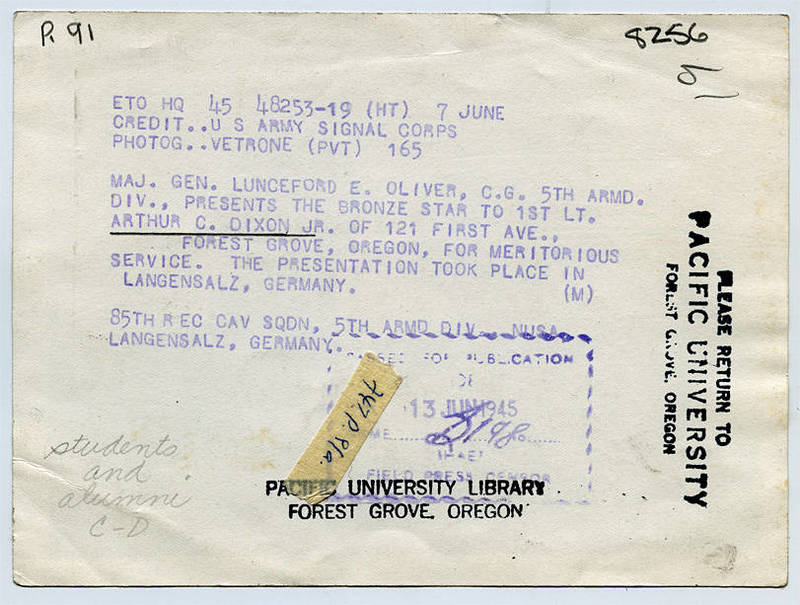 P. 91
8256
ETO HQ 45 48253-19 (HT) 7 JUNE
CREDIT..U S ARMY SIGNAL CORPS
PHOTOG..VETRONE (PVT) 165
MAJ. GEN. LUNCEFORD E. OLIVER, C.G. 5TH ARMD.
DIV., PRESENTS THE BRONZE STAR TO 1ST LT.
ARTHUR C. DIXON JR. OF 121 FIRST AVE.,
FOREST GROVE, OREGON, FOR MERITORIOUS
SERVICE. THE PRESENTATION TOOK PLACE IN
LANGENSALZ, GERMANY. (M)
85TH REC CAV SQDN, 5TH ARMD DIV. NUSA
LANGENSALZ, GERMANY.
PASSED FOR PUBLICATION
13 JUN 1945
FIELD PRESS CENSOR
PACIFIC UNIVERSITY LIBRARY
FOREST GROVE, OREGON
students
and
alumni
C-D
PLEASE RETURN TO
PACIFIC UNIVERSITY
FOREST GROVE, OREGON